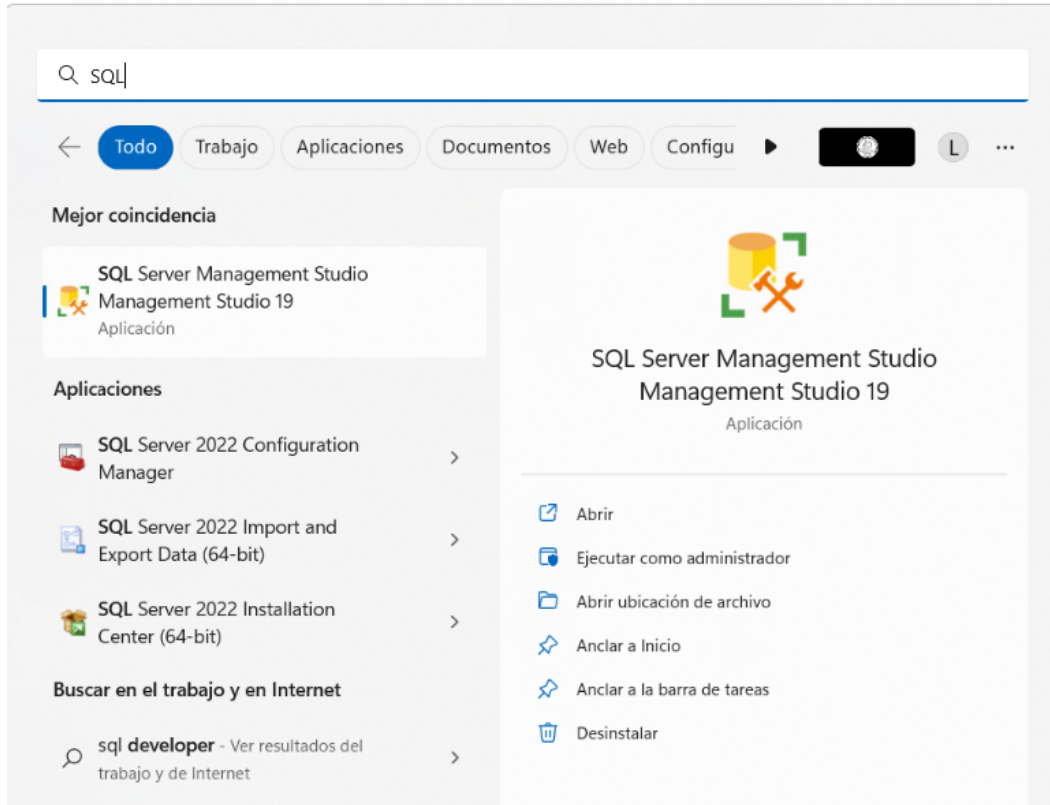 SQL
Todo
Trabajo
Aplicaciones
Documentos
Web
Configu
L
Mejor coincidencia
SQL Server Management Studio
Management Studio 19
Aplicación
Aplicaciones
SQL Server 2022 Configuration
Manager
SQL Server 2022 Import and
Export Data (64-bit)
SQL Server 2022 Installation
Center (64-bit)
Buscar en el trabajo y en Internet
sql developer - Ver resultados del
trabajo y de Internet
SQL Server Management Studio
Management Studio 19
Aplicación
Abrir
Ejecutar como administrador
Abrir ubicación de archivo
Anclar a Inicio
Anclar a la barra de tareas
Desinstalar